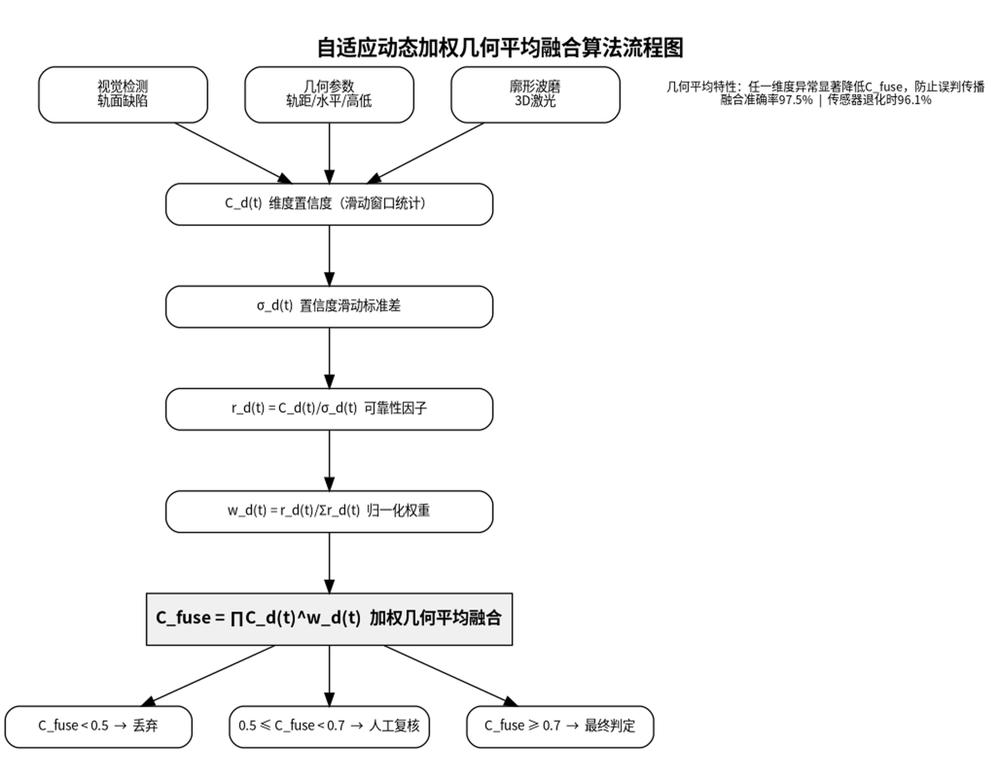 自适应动态加权几何平均融合算法流程图
视觉检测
轨面缺陷
几何参数
轨距/水平/高低
廓形波磨
3D激光
几何平均特性：任一维度异常显著降低C_fuse，防止误判传播
融合准确率97.5% | 传感器退化时96.1%
C_d(t) 维度置信度（滑动窗口统计）
σ_d(t) 置信度滑动标准差
r_d(t) = C_d(t)/σ_d(t) 可靠性因子
w_d(t) = r_d(t)/Σr_d(t) 归一化权重
C_fuse = ∏C_d(t)^w_d(t) 加权几何平均融合
C_fuse < 0.5 → 丢弃
0.5 ≤ C_fuse < 0.7 → 人工复核
C_fuse ≥ 0.7 → 最终判定